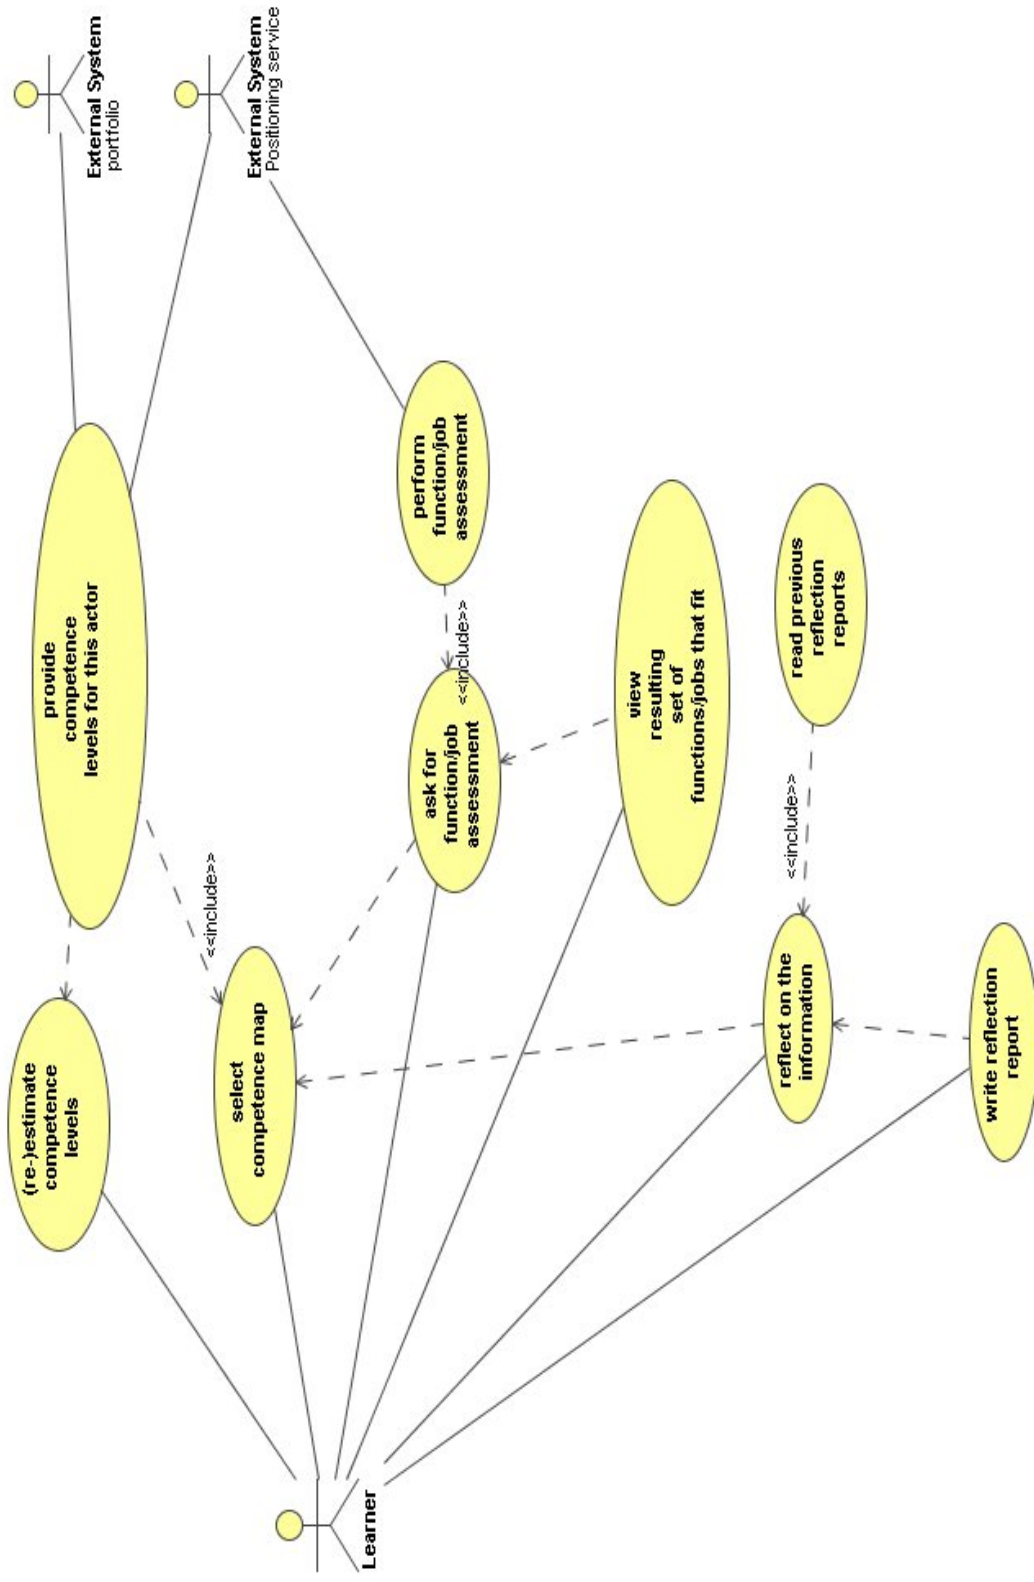 External System
portfolio
External System
Positioning service
provide
competence
levels for this actor
perform
function/job
assessment
<<include>>
(re-)estimate
competence
levels
<<include>>
select
competence map
ask for
function/job
assessment
view
resulting
set of
functions/jobs that fit
read previous
reflection
reports
<<include>>
reflect on the
information
write reflection
report
Learner